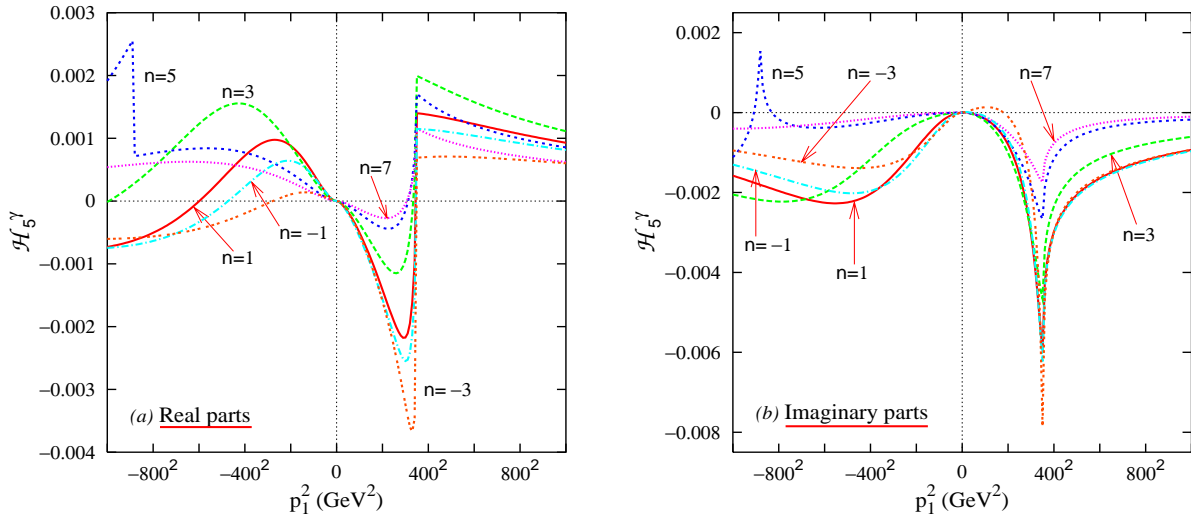 0.003
0.002
0.001
0
−0.001
−0.002
−0.003
−0.004
−800²
−400²
0
400²
800²
ℋ₅^γ
p₁² (GeV²)
n=5
n=3
n=7
n= −1
n=1
n= −3
(a) Real parts
0.002
0
−0.002
−0.004
−0.006
−0.008
−800²
−400²
0
400²
800²
ℋ₅^γ
p₁² (GeV²)
n=5
n= −3
n=7
n= −1
n=1
n=3
(b) Imaginary parts